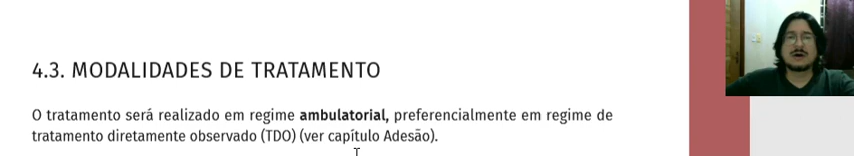 4.3. MODALIDADES DE TRATAMENTO
O tratamento será realizado em regime ambulatorial, preferencialmente em regime de
tratamento diretamente observado (TDO) (ver capítulo Adesão).